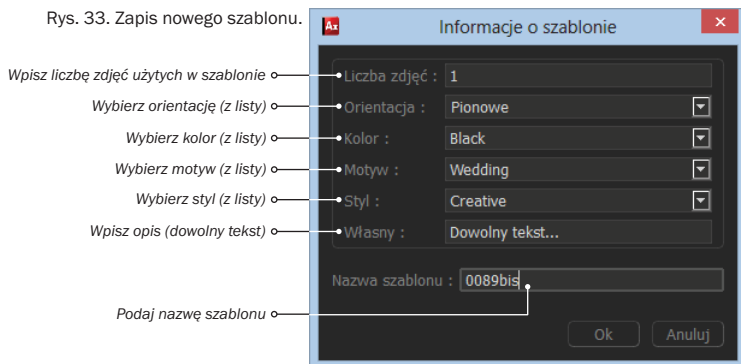 Rys. 33. Zapis nowego szablonu.
Ax
Informacje o szablonie
Wpisz liczbę zdjęć użytych w szablonie
Liczba zdjęć : 1
Wybierz orientację (z listy)
Orientacja : Pionowe
Wybierz kolor (z listy)
Kolor : Black
Wybierz motyw (z listy)
Motyw : Wedding
Wybierz styl (z listy)
Styl : Creative
Wpisz opis (dowolny tekst)
Własny : Dowolny tekst...
Nazwa szablonu : 0089bis
Podaj nazwę szablonu
Ok Anuluj